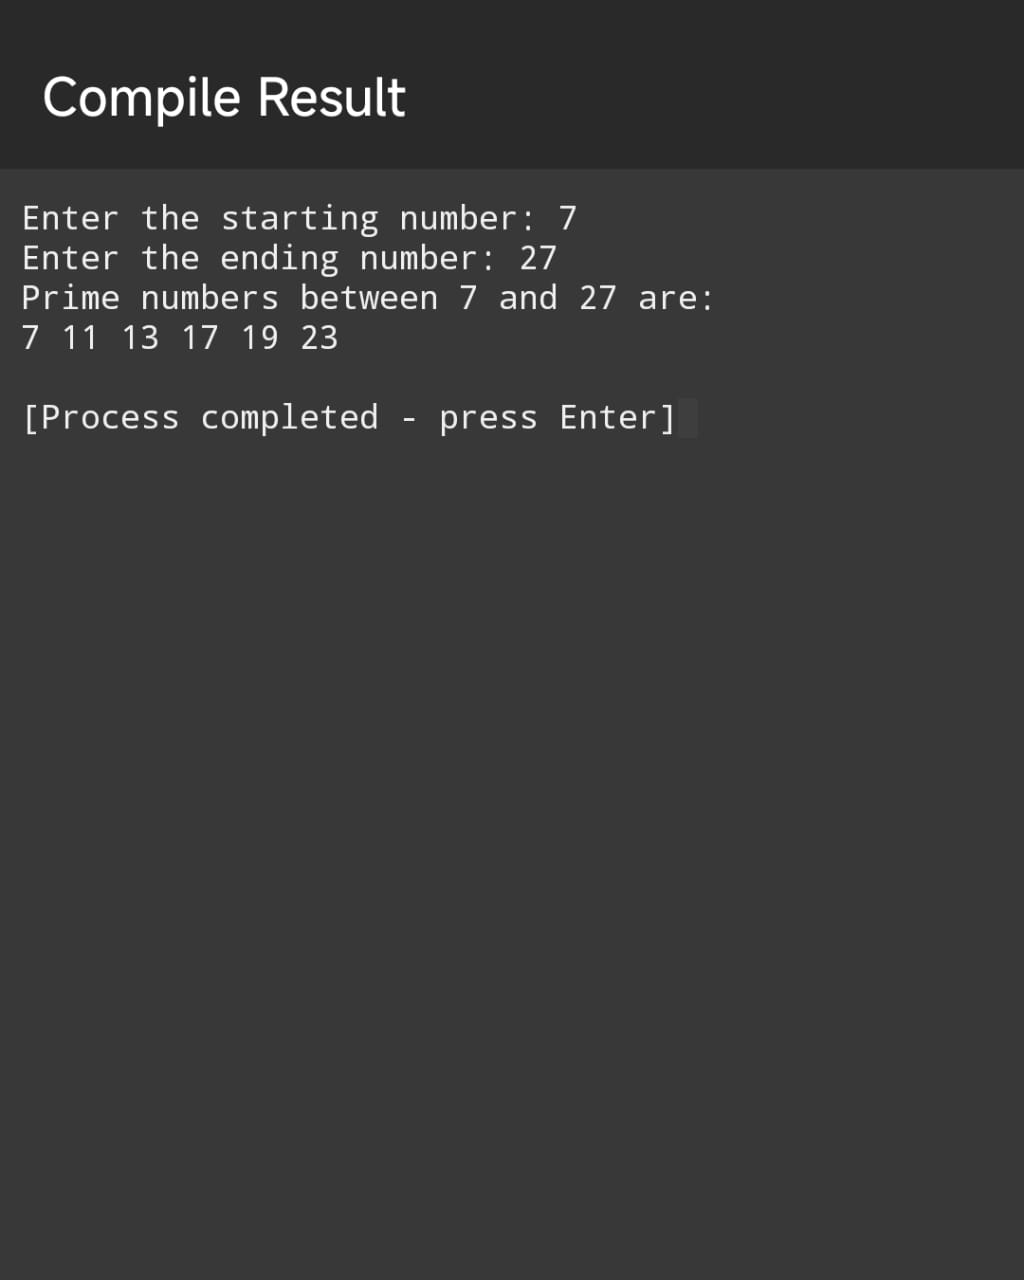 Compile Result
Enter the starting number: 7
Enter the ending number: 27
Prime numbers between 7 and 27 are:
7 11 13 17 19 23
[Process completed - press Enter]